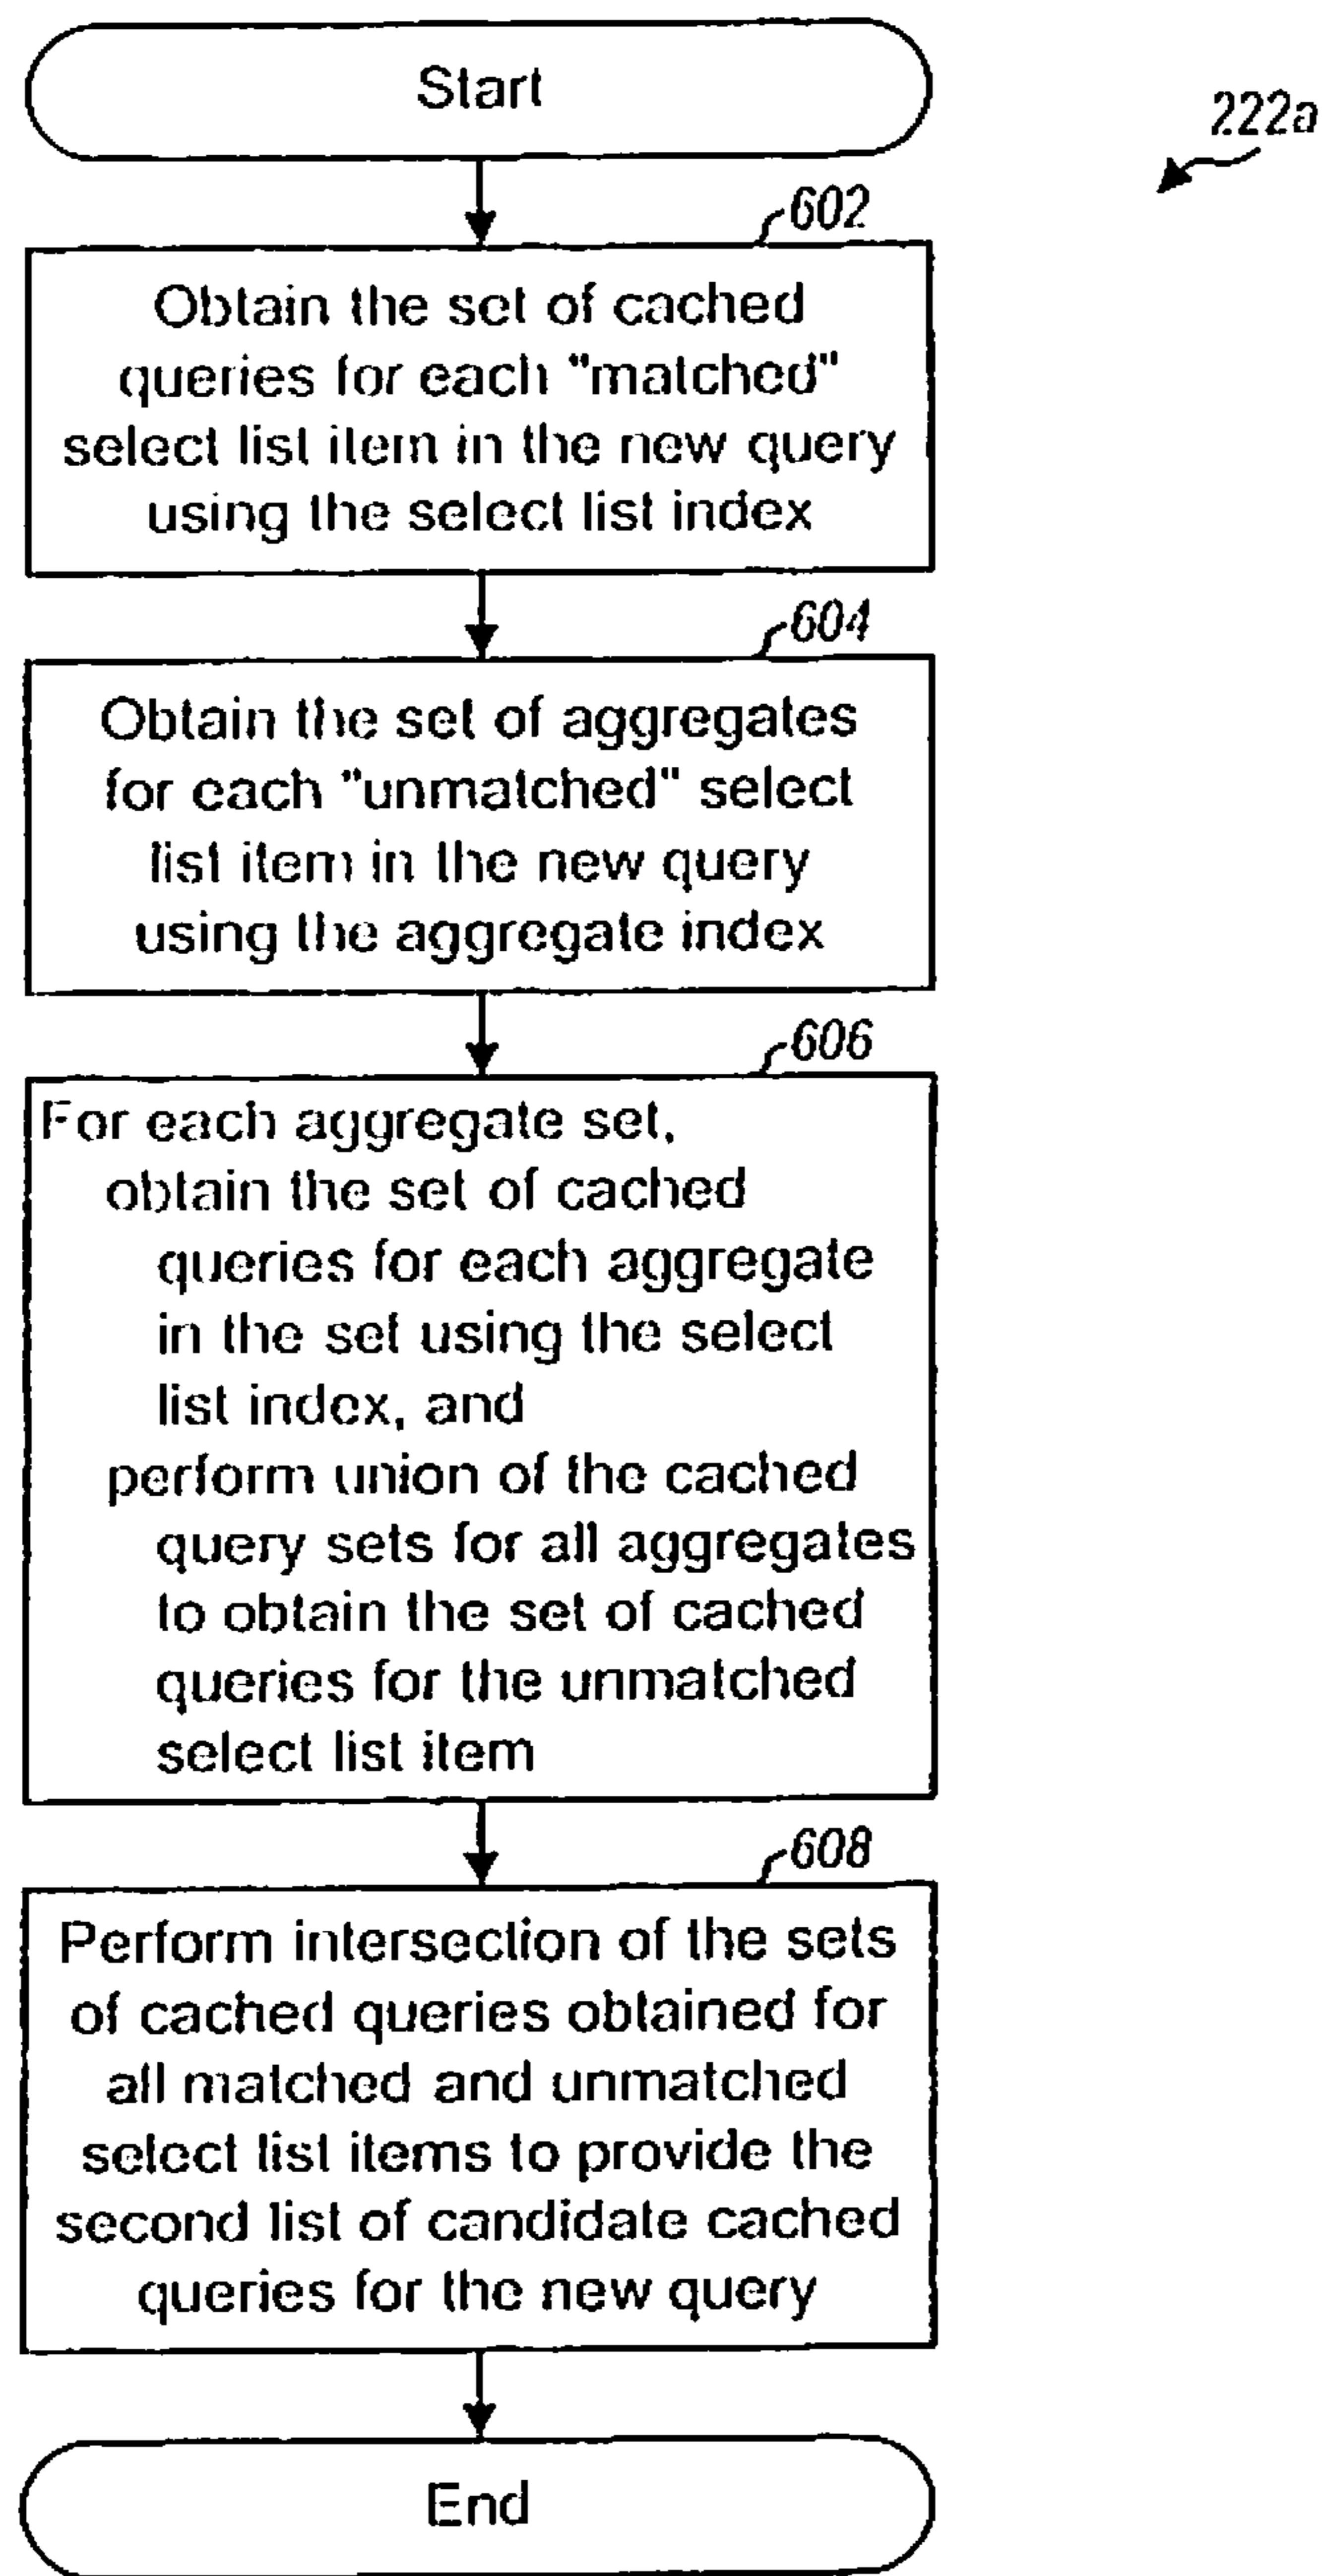 Start
222a
602
Obtain the set of cached
queries for each "matched"
select list item in the new query
using the select list index
604
Obtain the set of aggregates
for each "unmatched" select
list item in the new query
using the aggregate index
606
For each aggregate set,
obtain the set of cached
queries for each aggregate
in the set using the select
list index, and
perform union of the cached
query sets for all aggregates
to obtain the set of cached
queries for the unmatched
select list item
608
Perform intersection of the sets
of cached queries obtained for
all matched and unmatched
select list items to provide the
second list of candidate cached
queries for the new query
End